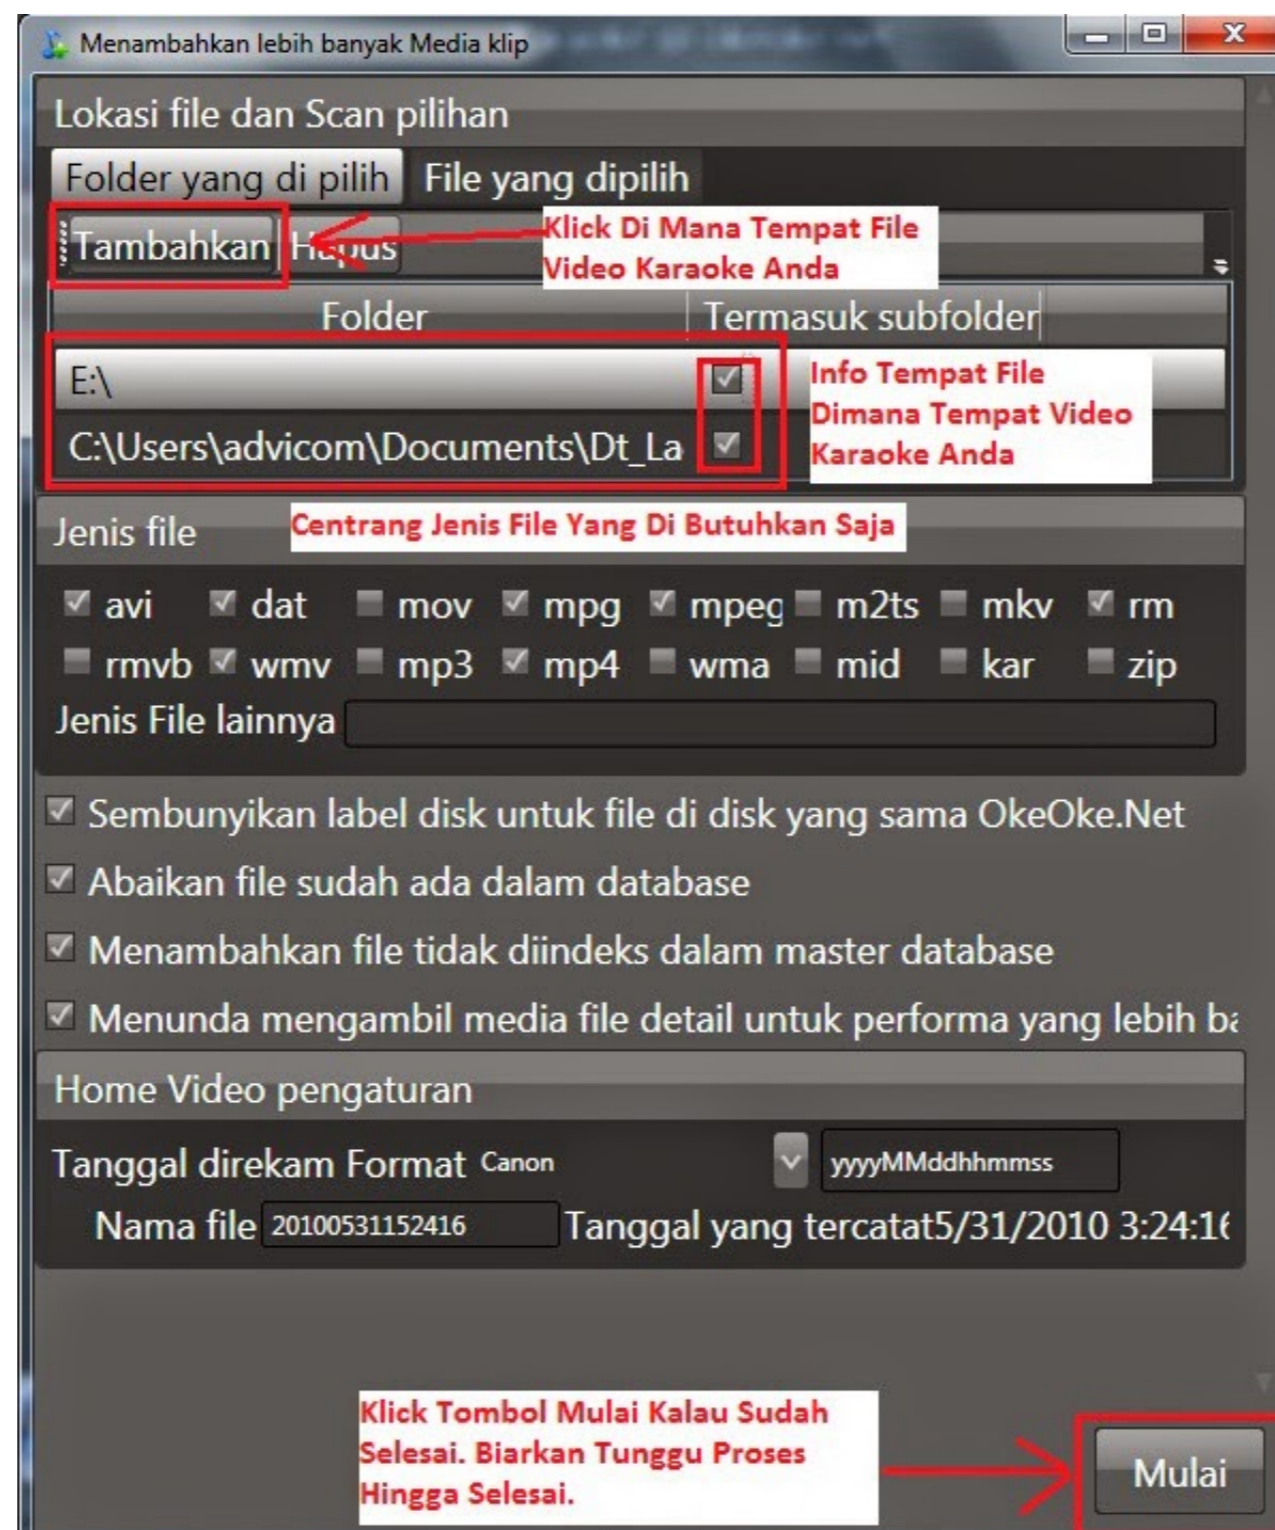 Menambahkan lebih banyak Media klip
Lokasi file dan Scan pilihan
Folder yang di pilih File yang dipilih
Tambahkan Hapus
Klick Di Mana Tempat File
Video Karaoke Anda
Folder Termasuk subfolder
E:\
C:\Users\advicom\Documents\Dt_La
Info Tempat File
Dimana Tempat Video
Karaoke Anda
Jenis file
Centrang Jenis File Yang Di Butuhkan Saja
avi dat mov mpg mpeg m2ts mkv rm
rmvb wmv mp3 mp4 wma mid kar zip
Jenis File lainnya
Sembunyikan label disk untuk file di disk yang sama OkeOke.Net
Abaikan file sudah ada dalam database
Menambahkan file tidak diindeks dalam master database
Menunda mengambil media file detail untuk performa yang lebih ba
Home Video pengaturan
Tanggal direkam Format Canon yyyyMMddhhmmss
Nama file 20100531152416 Tanggal yang tercatat5/31/2010 3:24:16
Klick Tombol Mulai Kalau Sudah
Selesai. Biarkan Tunggu Proses
Hingga Selesai.
Mulai